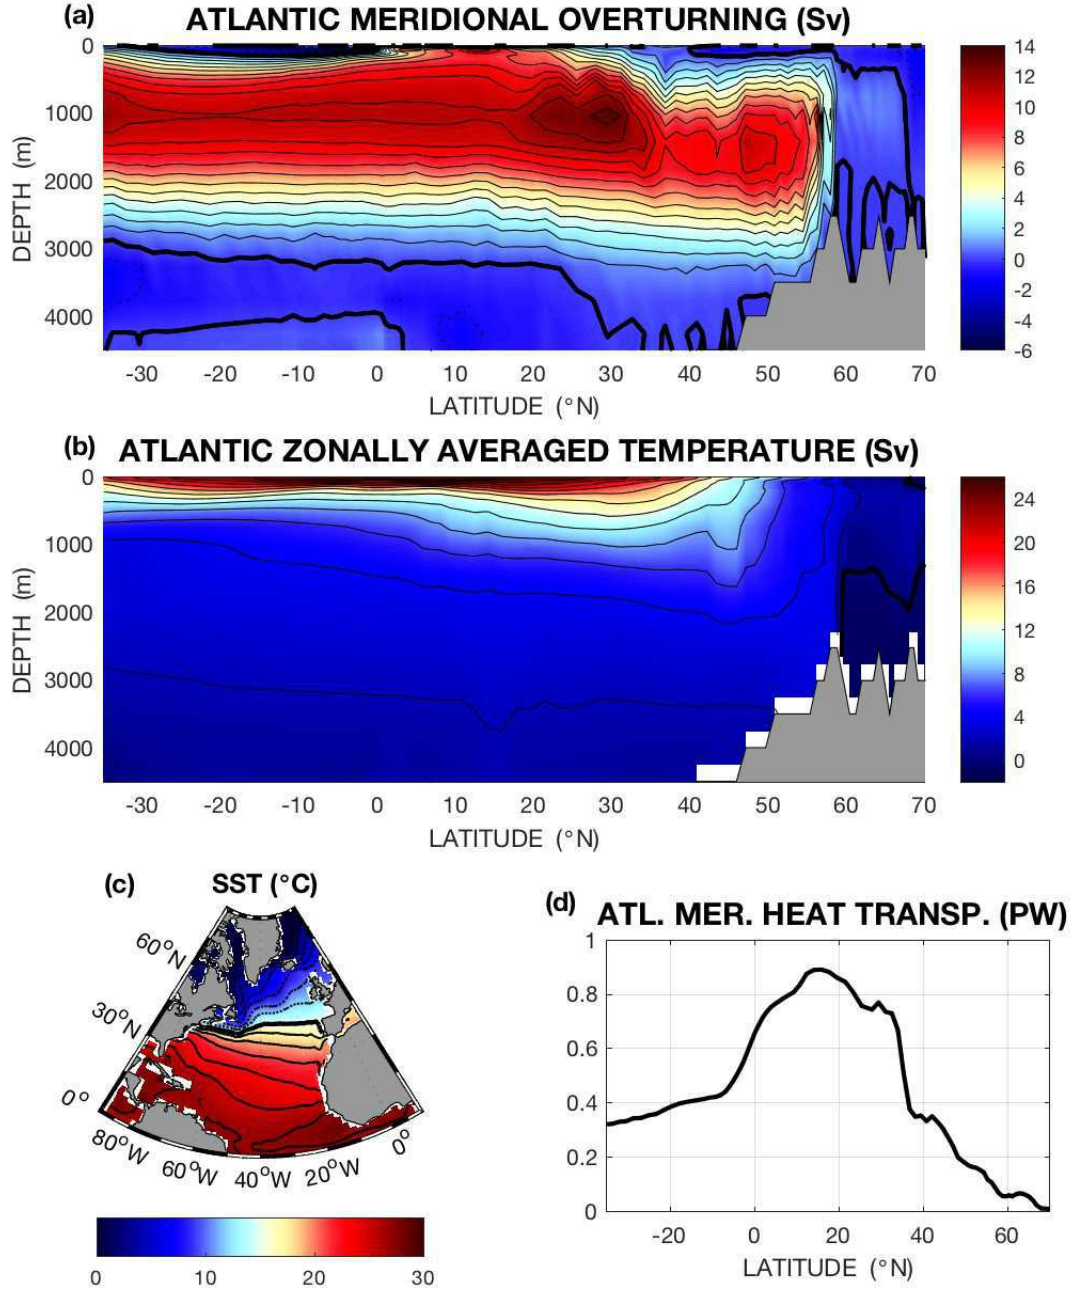 (a) ATLANTIC MERIDIONAL OVERTURNING (Sv)
0
1000
2000
3000
4000
DEPTH (m)
-30 -20 -10 0 10 20 30 40 50 60 70
LATITUDE (°N)
14
12
10
8
6
4
2
0
-2
-4
-6
(b) ATLANTIC ZONALLY AVERAGED TEMPERATURE (Sv)
0
1000
2000
3000
4000
DEPTH (m)
-30 -20 -10 0 10 20 30 40 50 60 70
LATITUDE (°N)
24
20
16
12
8
4
0
(c) SST (°C)
60°N
30°N
0°
80°W 60°W 40°W 20°W 0°
0 10 20 30
(d) ATL. MER. HEAT TRANSP. (PW)
1
0.8
0.6
0.4
0.2
0
-20 0 20 40 60
LATITUDE (°N)